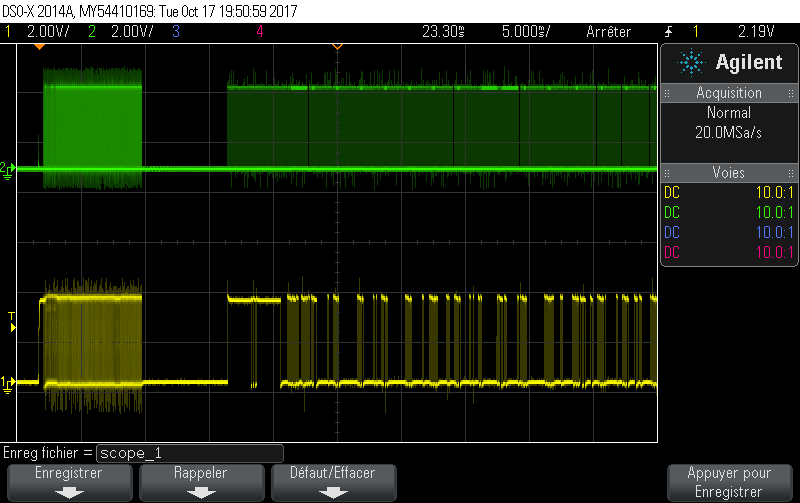 DSO-X 2014A, MY54410169: Tue Oct 17 19:50:59 2017
1 2.00V/ 2 2.00V/ 3 4 23.30s 5.000s/ Arrêter 1 2.19V
Agilent
Acquisition
Normal
20.0MSa/s
Voies
DC 10.0:1
DC 10.0:1
DC 10.0:1
DC 10.0:1
2
T
1
Enreg fichier = scope_1
Enregistrer
Rappeler
Défaut/Effacer
Appuyer pour
Enregistrer